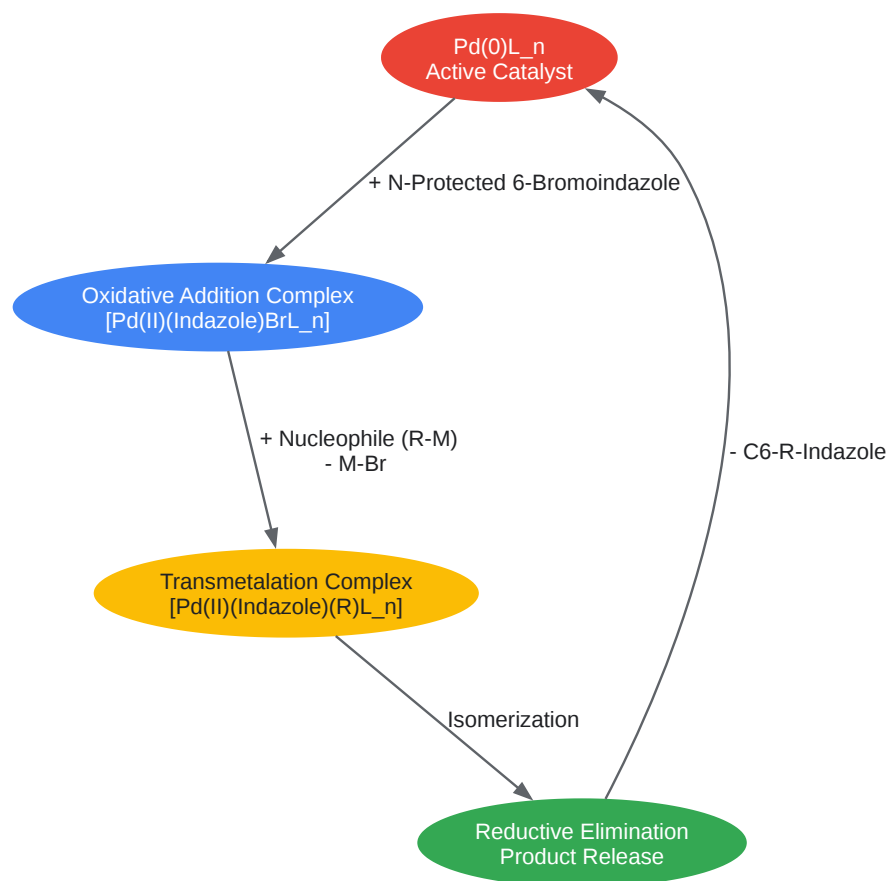 Pd(0)L_n
Active Catalyst
+ N-Protected 6-Bromoindazole
Oxidative Addition Complex
[Pd(II)(Indazole)BrL_n]
+ Nucleophile (R-M)
- M-Br
- C6-R-Indazole
Transmetalation Complex
[Pd(II)(Indazole)(R)L_n]
Isomerization
Reductive Elimination
Product Release